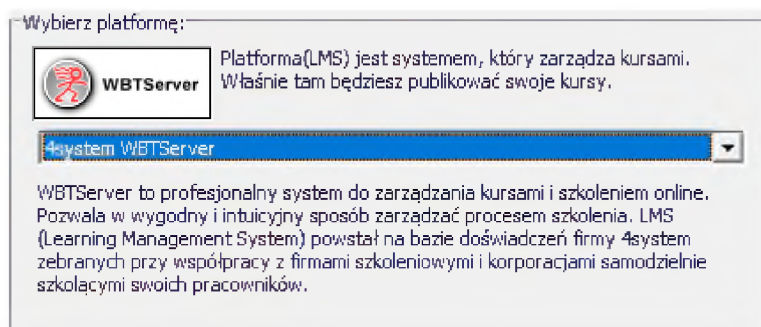 Wybierz platformę:
WBTServer
Platforma(LMS) jest systemem, który zarządza kursami.
Właśnie tam będziesz publikować swoje kursy.
4system WBTServer
WBTServer to profesjonalny system do zarządzania kursami i szkoleniem online.
Pozwala w wygodny i intuicyjny sposób zarządzać procesem szkolenia. LMS
(Learning Management System) powstał na bazie doświadczeń firmy 4system
zebranych przy współpracy z firmami szkoleniowymi i korporacjami samodzielnie
szkolącymi swoich pracowników.